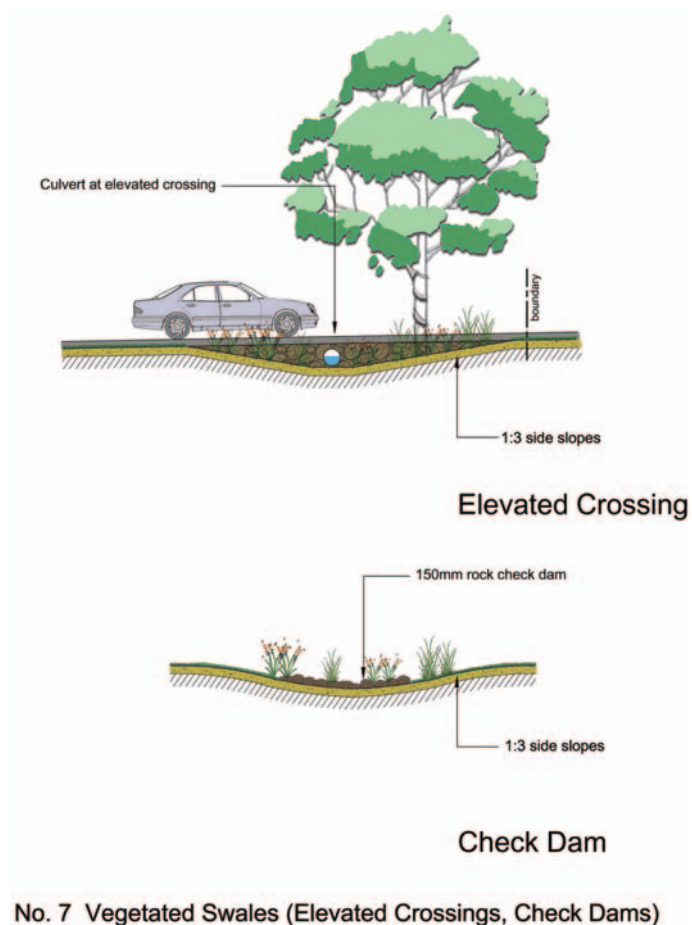 Culvert at elevated crossing
boundary
1:3 side slopes
Elevated Crossing
150mm rock check dam
1:3 side slopes
Check Dam
No. 7 Vegetated Swales (Elevated Crossings, Check Dams)